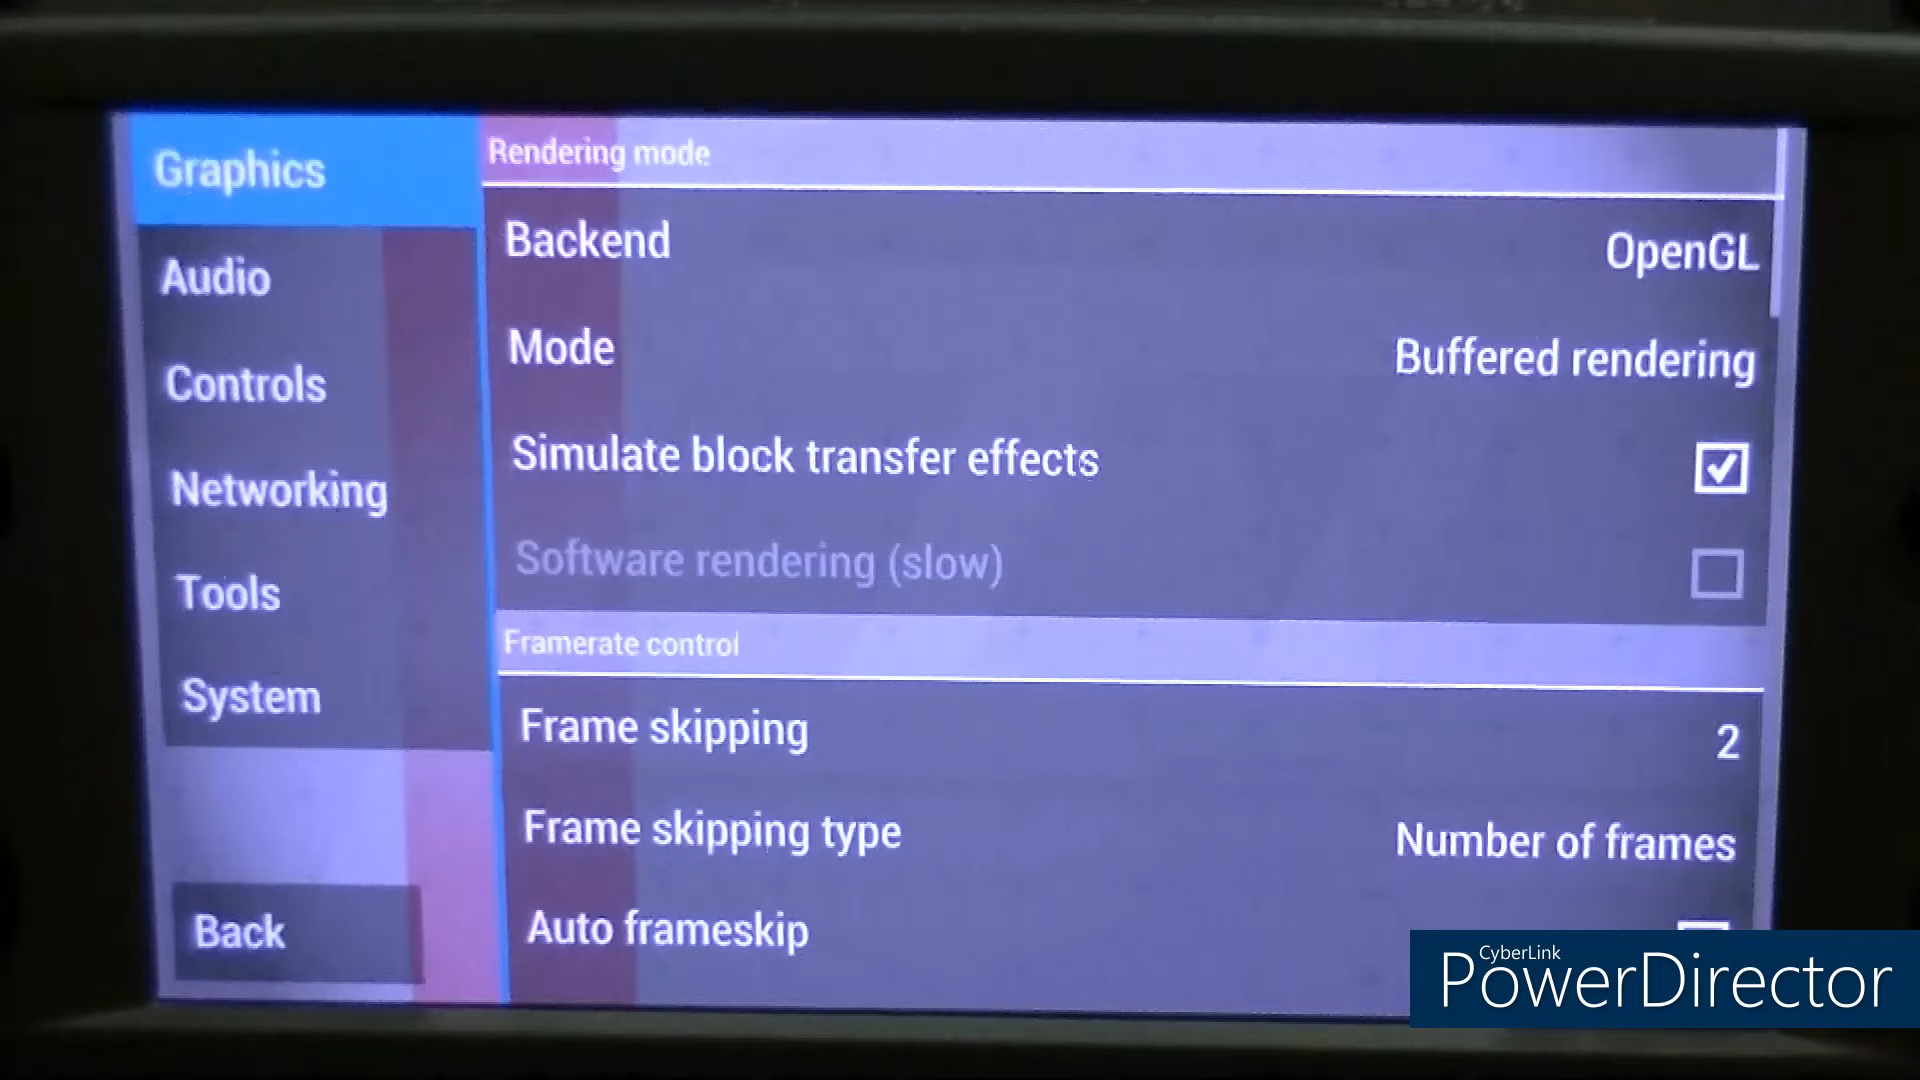 Graphics
Audio
Controls
Networking
Tools
System
Back
Rendering mode
Backend OpenGL
Mode Buffered rendering
Simulate block transfer effects
Software rendering (slow)
Framerate control
Frame skipping 2
Frame skipping type Number of frames
Auto frameskip
CyberLink
PowerDirector